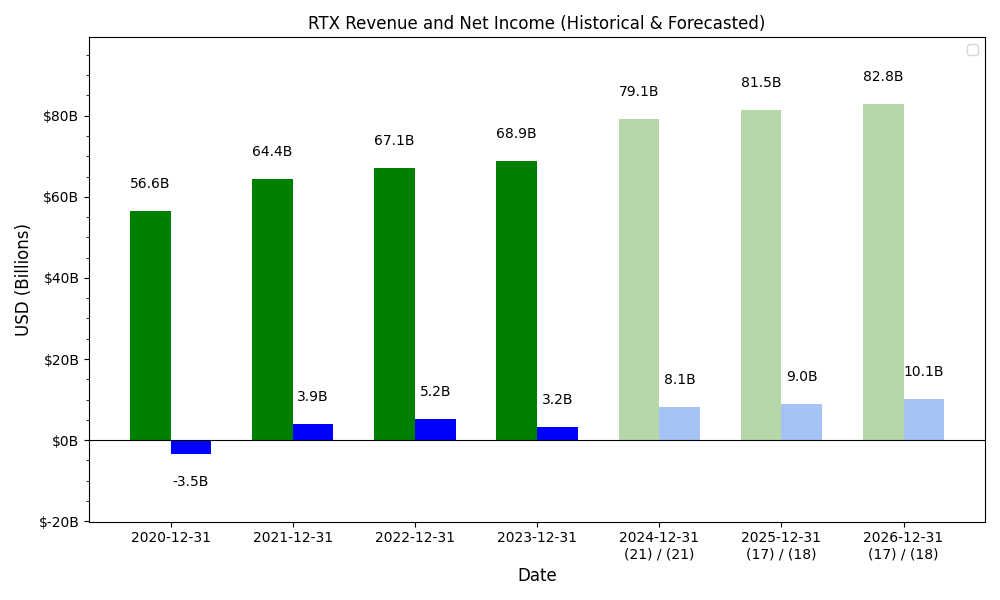 RTX Revenue and Net Income (Historical & Forecasted)
USD (Billions)
$80B
$60B
$40B
$20B
$0B
$-20B
56.6B
-3.5B
64.4B
3.9B
67.1B
5.2B
68.9B
3.2B
79.1B
8.1B
81.5B
9.0B
82.8B
10.1B
2020-12-31
2021-12-31
2022-12-31
2023-12-31
2024-12-31
(21) / (21)
2025-12-31
(17) / (18)
2026-12-31
(17) / (18)
Date